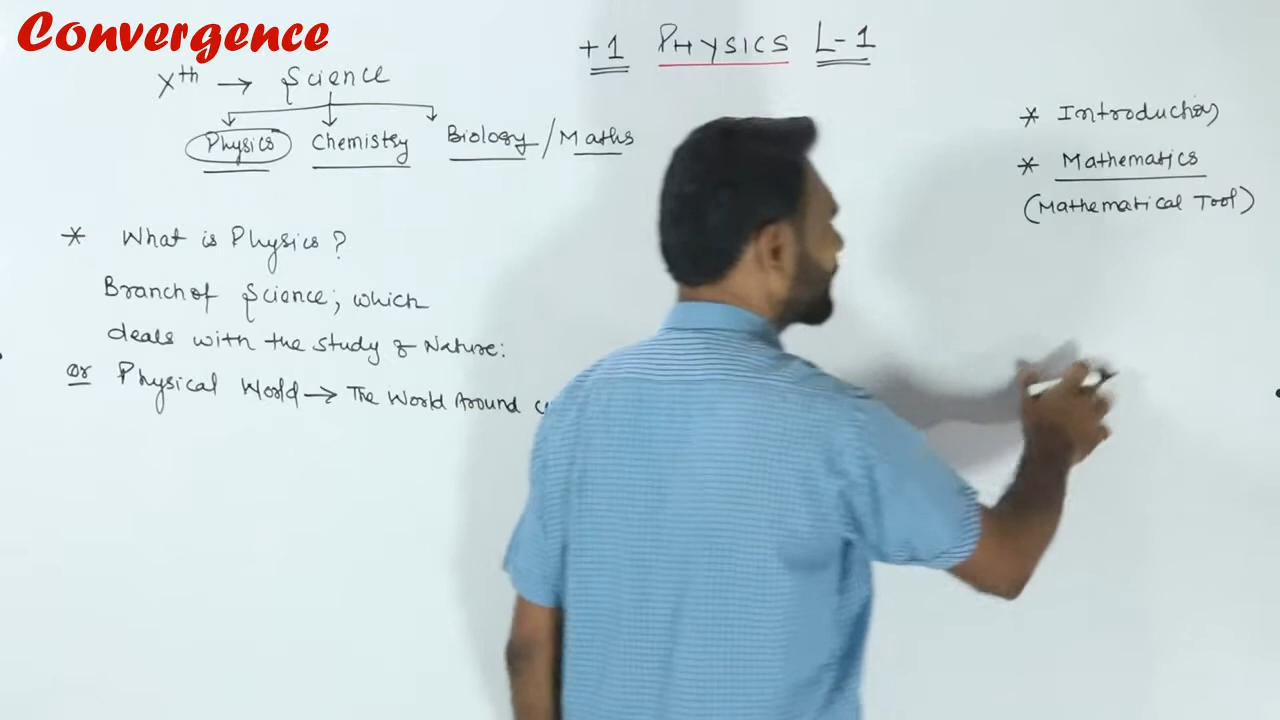 Convergence
+1 PHYSICS L-1
Xth → Science
Physics Chemistry Biology / Maths
* Introduction
* Mathematics
(Mathematical Tool)
* What is Physics?
Branch of Science; which
deals with the study of Nature:
or Physical World → The World Around